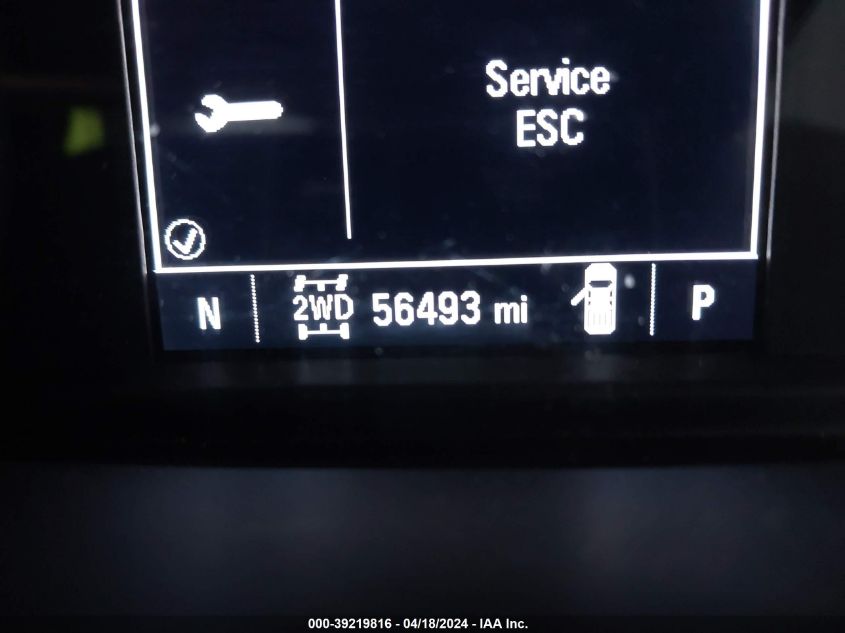 Service
ESC
N 2WD 56493 mi P
000-39219816 - 04/18/2024 - IAA Inc.